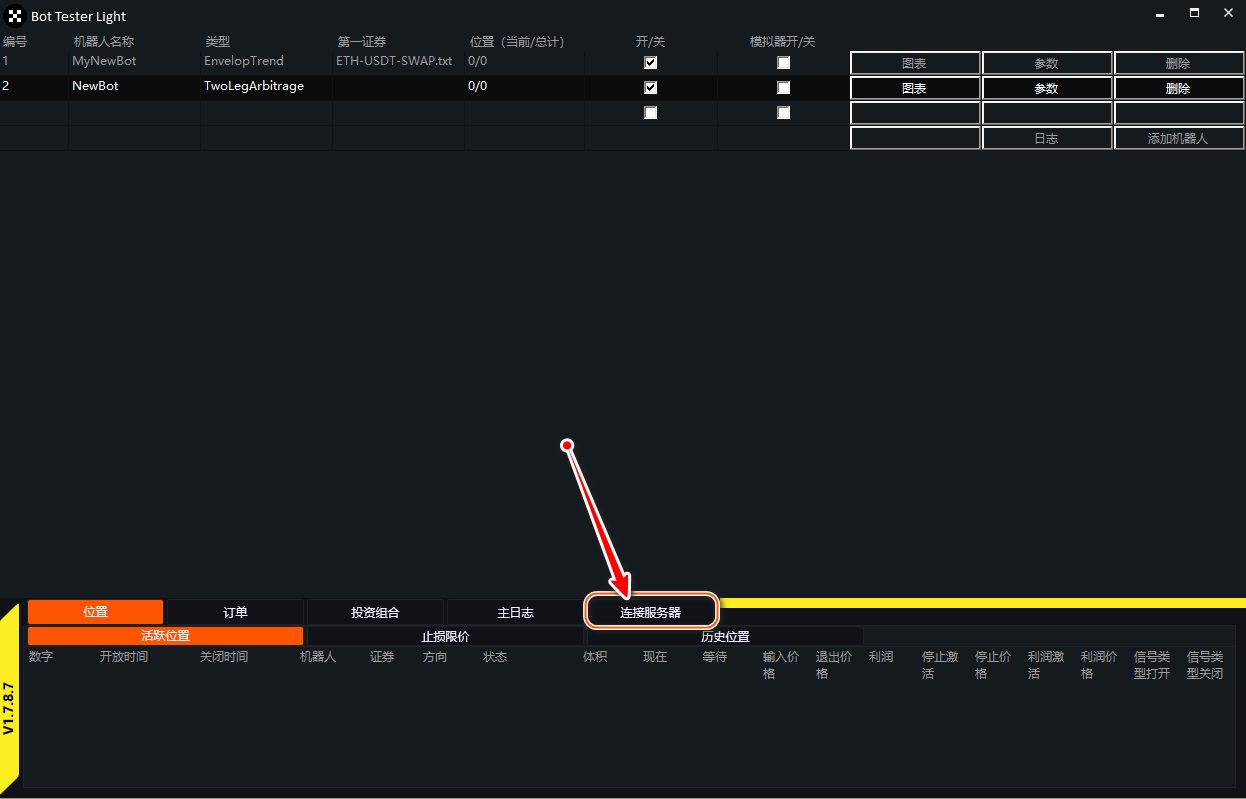 Bot Tester Light
编号 机器人名称 类型 第一证券 位置（当前/总计） 开/关 模拟器开/关
1 MyNewBot EnvelopTrend ETH-USDT-SWAP.txt 0/0 图表 参数 删除
2 NewBot TwoLegArbitrage 0/0 图表 参数 删除
日志 添加机器人
位置 订单 投资组合 主日志 连接服务器
活跃位置 止损限价 历史位置
数字 开放时间 关闭时间 机器人 证券 方向 状态 体积 现在 等待 输入价格 退出价格 利润 停止激活 停止价格 利润激活 利润价格 信号类型打开 信号类型关闭
V1.7.8.7